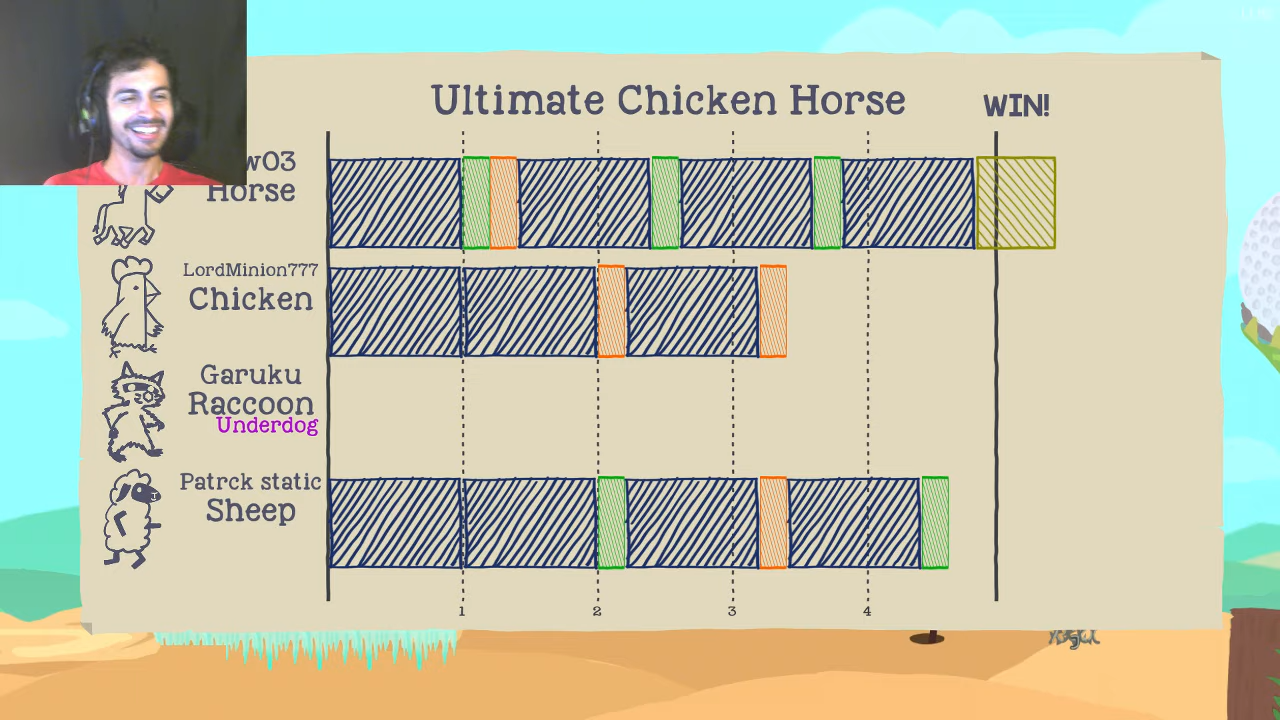 Ultimate Chicken Horse
WIN!
w03
Horse
LordMinion777
Chicken
Garuku
Raccoon
Underdog
Patrck static
Sheep
1 2 3 4